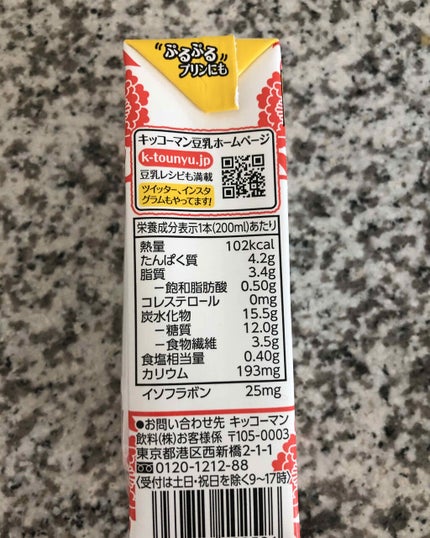 "ぷるぷる"
プリンにも
キッコーマン豆乳ホームページ
k-tounyu.jp
豆乳レシピも満載
ツイッター、インスタ
グラムもやってます!
栄養成分表示1本(200ml)あたり
熱量 102kcal
たんぱく質 4.2g
脂質 3.4g
－飽和脂肪酸 0.50g
コレステロール 0mg
炭水化物 15.5g
－糖質 12.0g
－食物繊維 3.5g
食塩相当量 0.40g
カリウム 193mg
イソフラボン 25mg
●お問い合わせ先 キッコーマン
飲料(株)お客様係 〒105-0003
東京都港区西新橋2-1-1
0120-1212-88
〈受付は土日・祝日を除く9~17時〉